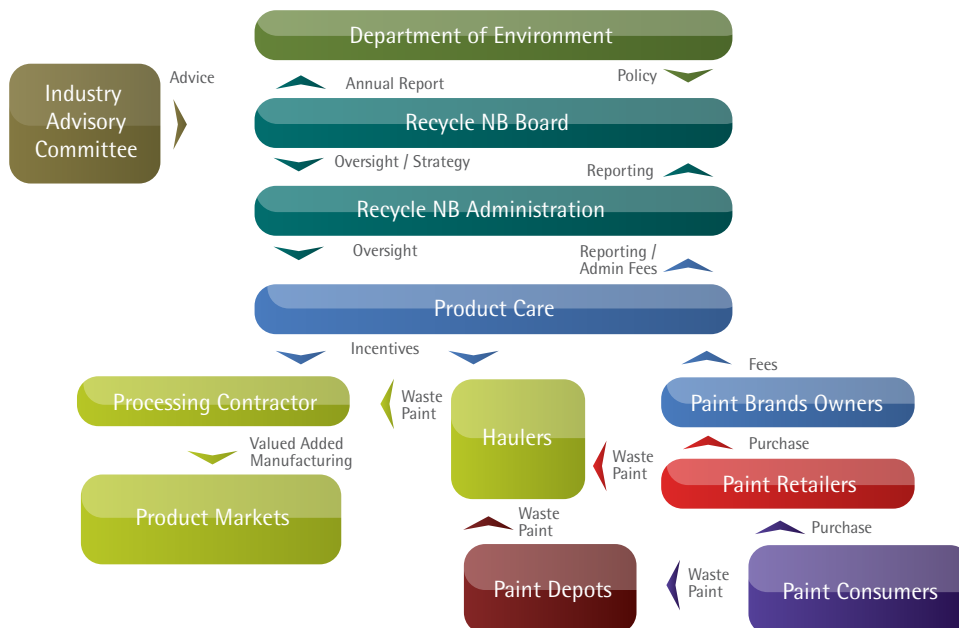 Department of Environment
Advice
Industry
Advisory
Committee
Annual Report
Policy
Recycle NB Board
Oversight / Strategy
Reporting
Recycle NB Administration
Oversight
Reporting /
Admin Fees
Product Care
Incentives
Fees
Processing Contractor
Waste
Paint
Haulers
Paint Brands Owners
Valued Added
Manufacturing
Purchase
Waste
Paint
Paint Retailers
Product Markets
Waste
Paint
Purchase
Paint Depots
Waste
Paint
Paint Consumers